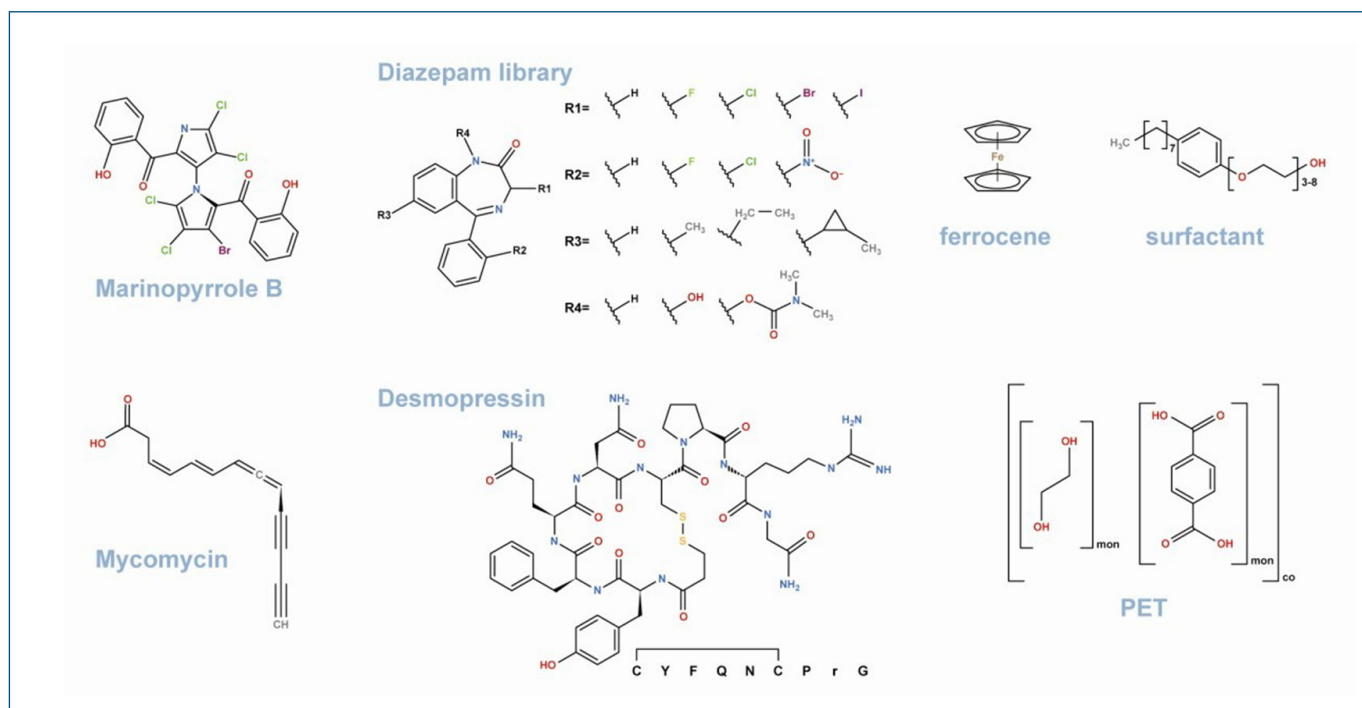 Marinopyrrole B
Cl
N
Cl
HO
O
N
O
OH
Cl
Cl
Br
Diazepam library
R4
N
O
R1
N
R3
R2
R1=
H
F
Cl
Br
I
R2=
H
F
Cl
O
N+
O-
R3=
H
CH3
H2C
CH3
CH3
R4=
H
OH
O
H3C
N
CH3
O
Fe
ferrocene
H3C
7
O
OH
3-8
surfactant
O
HO
C
CH
Mycomycin
Desmopressin
NH2
O
NH2
O
N
O
N
O
N
O
N
O
N
O
H2N
N
NH
O
N
O
NH2
O
N
O
N
O
N
O
S
S
HO
C Y F Q N C P r G
OH
OH
mon
HO
O
O
OH
mon
co
PET